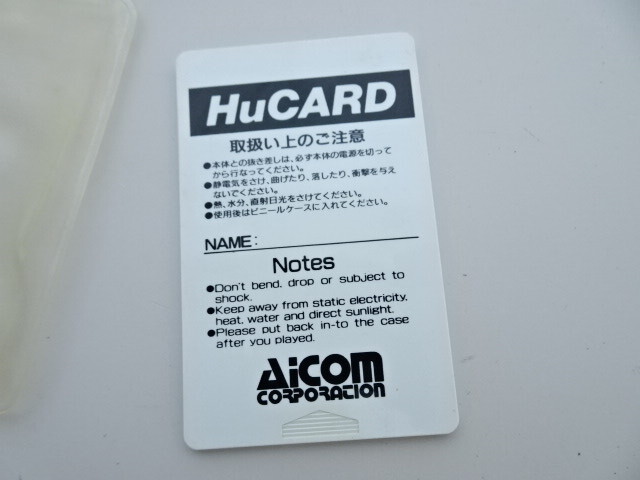 HuCARD
取扱い上のご注意
●本体との抜き差しは、必ず本体の電源を切って
から行なってください。
●静電気をさけ、曲げたり、落したり、衝撃を与え
ないでください。
●熱、水分、直射日光をさけてください。
●使用後はビニールケースに入れてください。
NAME:
Notes
●Don't bend, drop or subject to
shock.
●Keep away from static electricity,
heat, water and direct sunlight.
●Please put back in-to the case
after you played.
AiCOM
CORPORATION